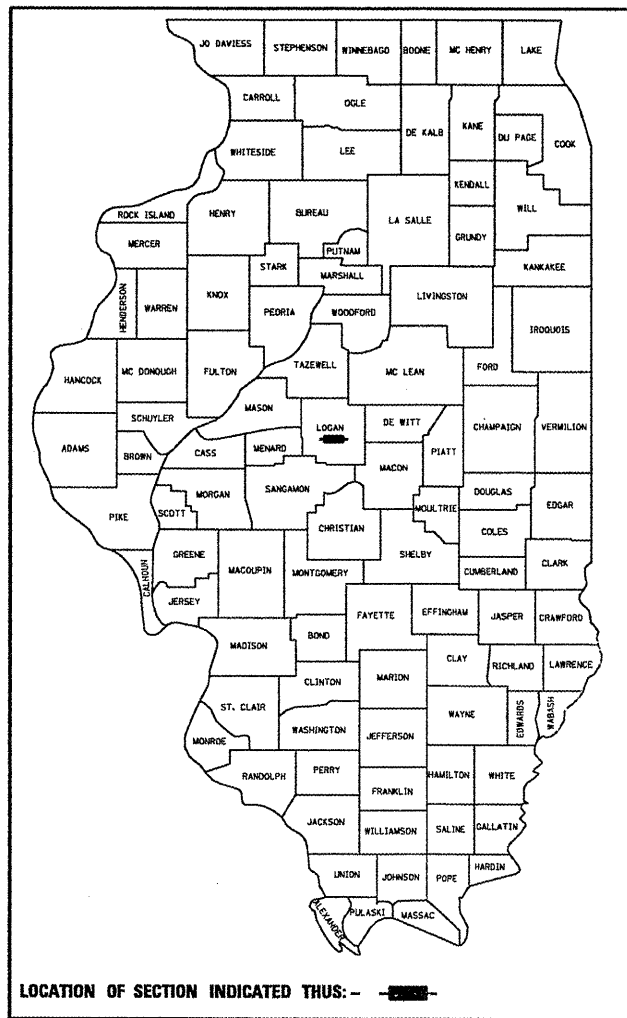 JO DAVIESS STEPHENSON WINNEBAGO BOONE MC HENRY LAKE
CARROLL OGLE DE KALB KANE DU PAGE COOK
WHITESIDE LEE
KENDALL WILL
ROCK ISLAND HENRY BUREAU LA SALLE
MERCER PUTNAM GRUNDY
STARK MARSHALL KANKAKEE
HENDERSON WARREN KNOX PEORIA WOODFORD LIVINGSTON IROQUOIS
HANCOCK MC DONOUGH FULTON TAZEWELL MC LEAN FORD
MASON
ADAMS SCHUYLER LOGAN DE WITT CHAMPAIGN VERMILION
BROWN CASS MENARD MACON PIATT
PIKE SCOTT MORGAN SANGAMON MOULTRIE DOUGLAS EDGAR
CHRISTIAN COLES
CALHOUN GREENE MACOUPIN MONTGOMERY SHELBY CUMBERLAND CLARK
JERSEY
FAYETTE EFFINGHAM JASPER CRAWFORD
MADISON BOND
CLAY RICHLAND LAWRENCE
CLINTON MARION
ST. CLAIR WAYNE EDWARDS WABASH
MONROE WASHINGTON JEFFERSON
RANDOLPH PERRY HAMILTON WHITE
FRANKLIN
JACKSON WILLIAMSON SALINE GALLATIN
UNION JOHNSON POPE HARDIN
ALEXANDER PULASKI MASSAC
LOCATION OF SECTION INDICATED THUS: -